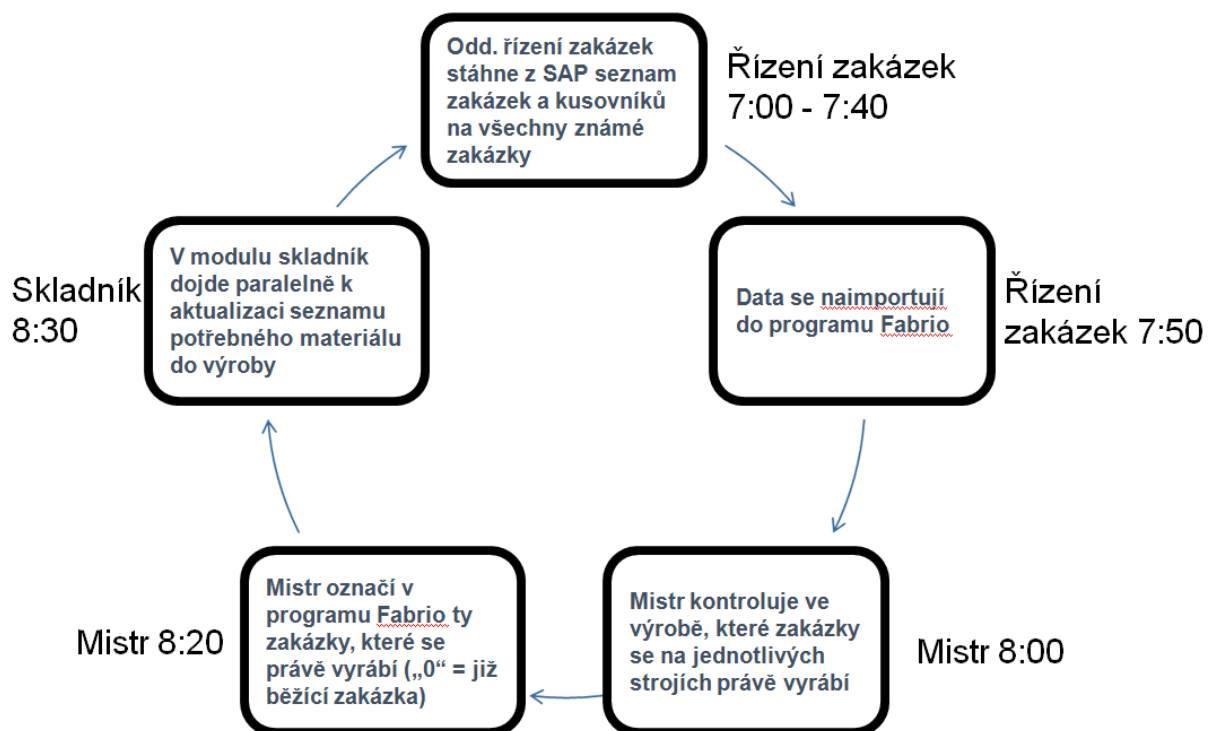 Odd. řízení zakázek
stáhne z SAP seznam
zakázek a kusovníků
na všechny známé
zakázky
Řízení zakázek
7:00 - 7:40
Data se naimportují
do programu Fabrio
Řízení
zakázek 7:50
Mistr kontroluje ve
výrobě, které zakázky
se na jednotlivých
strojích právě vyrábí
Mistr 8:00
Mistr označí v
programu Fabrio ty
zakázky, které se
právě vyrábí („0“ = již
běžící zakázka)
Mistr 8:20
V modulu skladník
dojde paralelně k
aktualizaci seznamu
potřebného materiálu
do výroby
Skladník
8:30